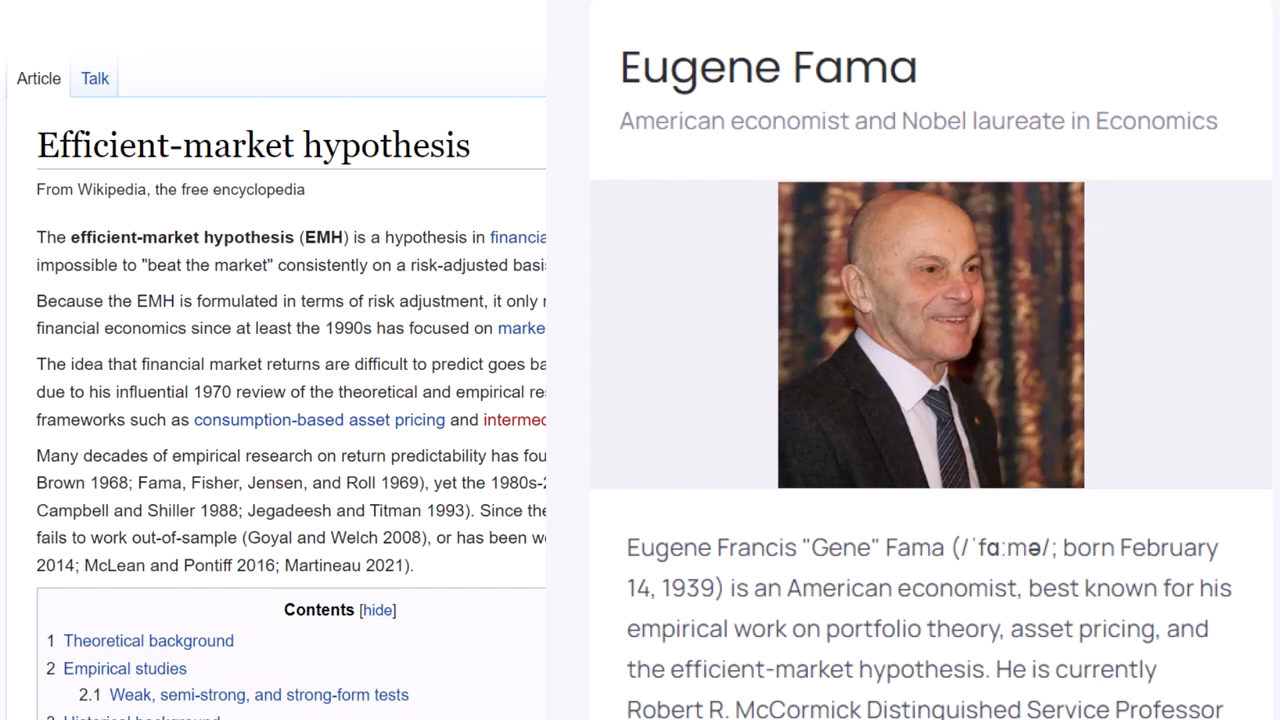 Article Talk
Efficient-market hypothesis
From Wikipedia, the free encyclopedia
The efficient-market hypothesis (EMH) is a hypothesis in financia
impossible to "beat the market" consistently on a risk-adjusted basi
Because the EMH is formulated in terms of risk adjustment, it only
financial economics since at least the 1990s has focused on marke
The idea that financial market returns are difficult to predict goes ba
due to his influential 1970 review of the theoretical and empirical re
frameworks such as consumption-based asset pricing and intermed
Many decades of empirical research on return predictability has fou
Brown 1968; Fama, Fisher, Jensen, and Roll 1969), yet the 1980s-2
Campbell and Shiller 1988; Jegadeesh and Titman 1993). Since the
fails to work out-of-sample (Goyal and Welch 2008), or has been w
2014; McLean and Pontiff 2016; Martineau 2021).
Contents [hide]
1 Theoretical background
2 Empirical studies
2.1 Weak, semi-strong, and strong-form tests
3 Historical background
Eugene Fama
American economist and Nobel laureate in Economics
Eugene Francis "Gene" Fama (/ˈfɑːmə/; born February
14, 1939) is an American economist, best known for his
empirical work on portfolio theory, asset pricing, and
the efficient-market hypothesis. He is currently
Robert R. McCormick Distinguished Service Professor